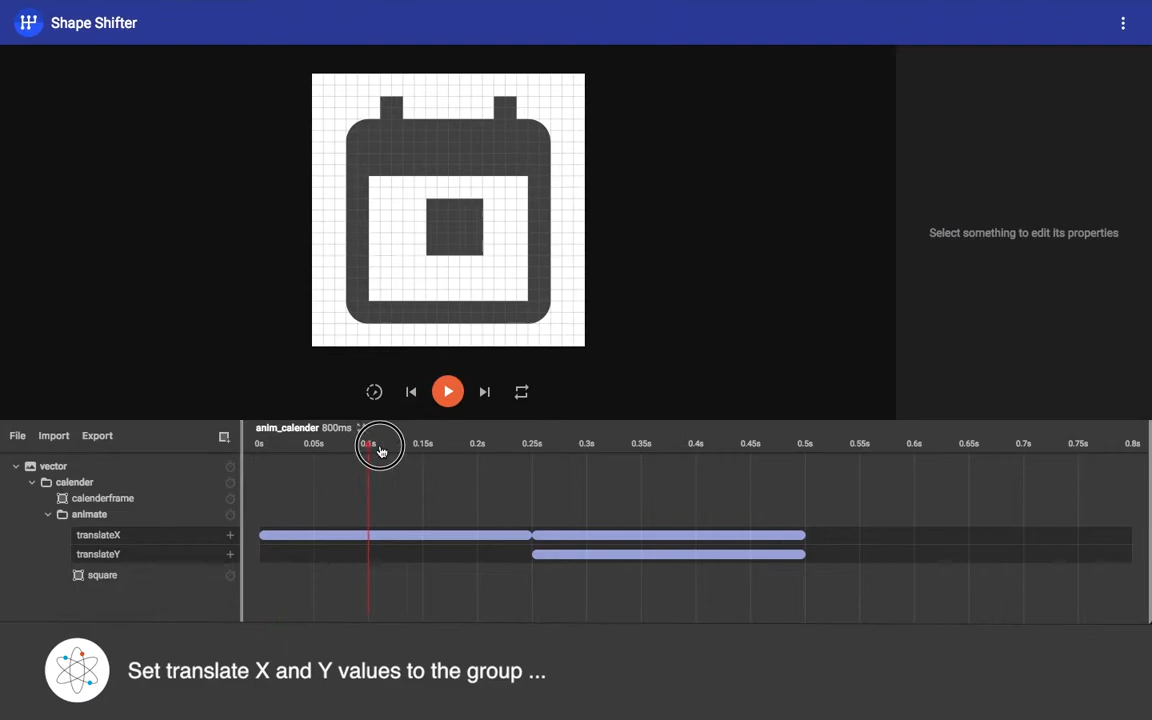 Shape Shifter
Select something to edit its properties
File Import Export
anim_calender 800ms
0s 0.05s 0.1s 0.15s 0.2s 0.25s 0.3s 0.35s 0.4s 0.45s 0.5s 0.55s 0.6s 0.65s 0.7s 0.75s 0.8s
vector
calender
calenderframe
animate
translateX
translateY
square
Set translate X and Y values to the group ...